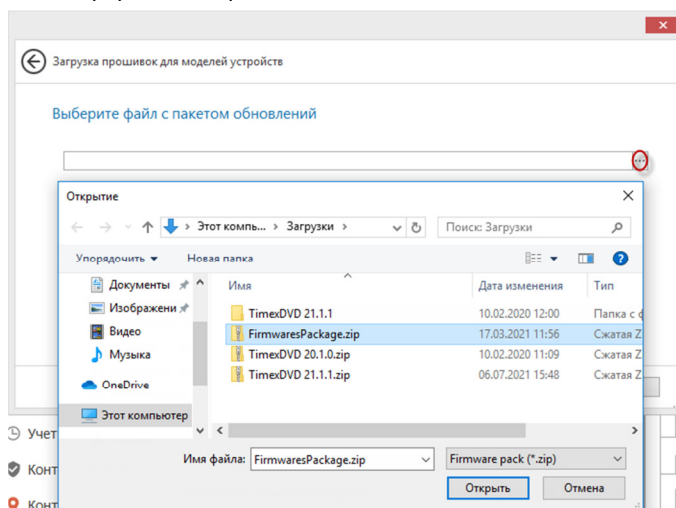 Загрузка прошивок для моделей устройств
Выберите файл с пакетом обновлений
...
Открытие
Этот компь... > Загрузки >
Поиск: Загрузки
Упорядочить
Новая папка
Имя
Дата изменения
Тип
Документы
Изображени
Видео
Музыка
OneDrive
Этот компьютер
TimexDVD 21.1.1 10.02.2020 12:00 Папка с ф
FirmwaresPackage.zip 17.03.2021 11:56 Сжатая Z
TimexDVD 20.1.0.zip 10.02.2020 11:09 Сжатая Z
TimexDVD 21.1.1.zip 06.07.2021 15:48 Сжатая Z
Учет
Конт
Конт
Имя файла: FirmwaresPackage.zip
Firmware pack (*.zip)
Открыть
Отмена